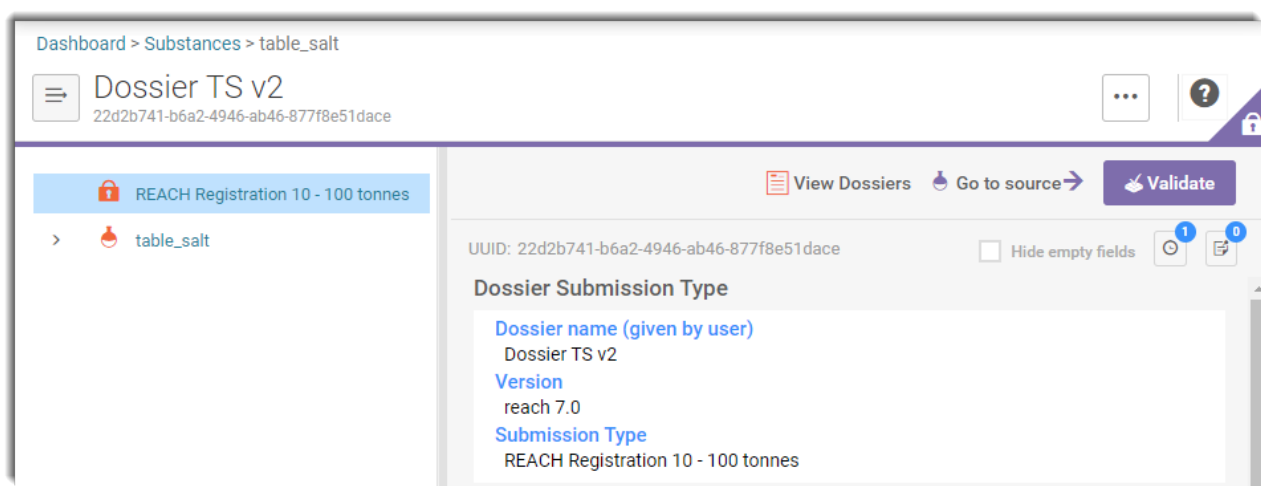 Dashboard > Substances > table_salt
Dossier TS v2
22d2b741-b6a2-4946-ab46-877f8e51dace
REACH Registration 10 - 100 tonnes
table_salt
View Dossiers Go to source Validate
UUID: 22d2b741-b6a2-4946-ab46-877f8e51dace Hide empty fields 1 0
Dossier Submission Type
Dossier name (given by user)
Dossier TS v2
Version
reach 7.0
Submission Type
REACH Registration 10 - 100 tonnes